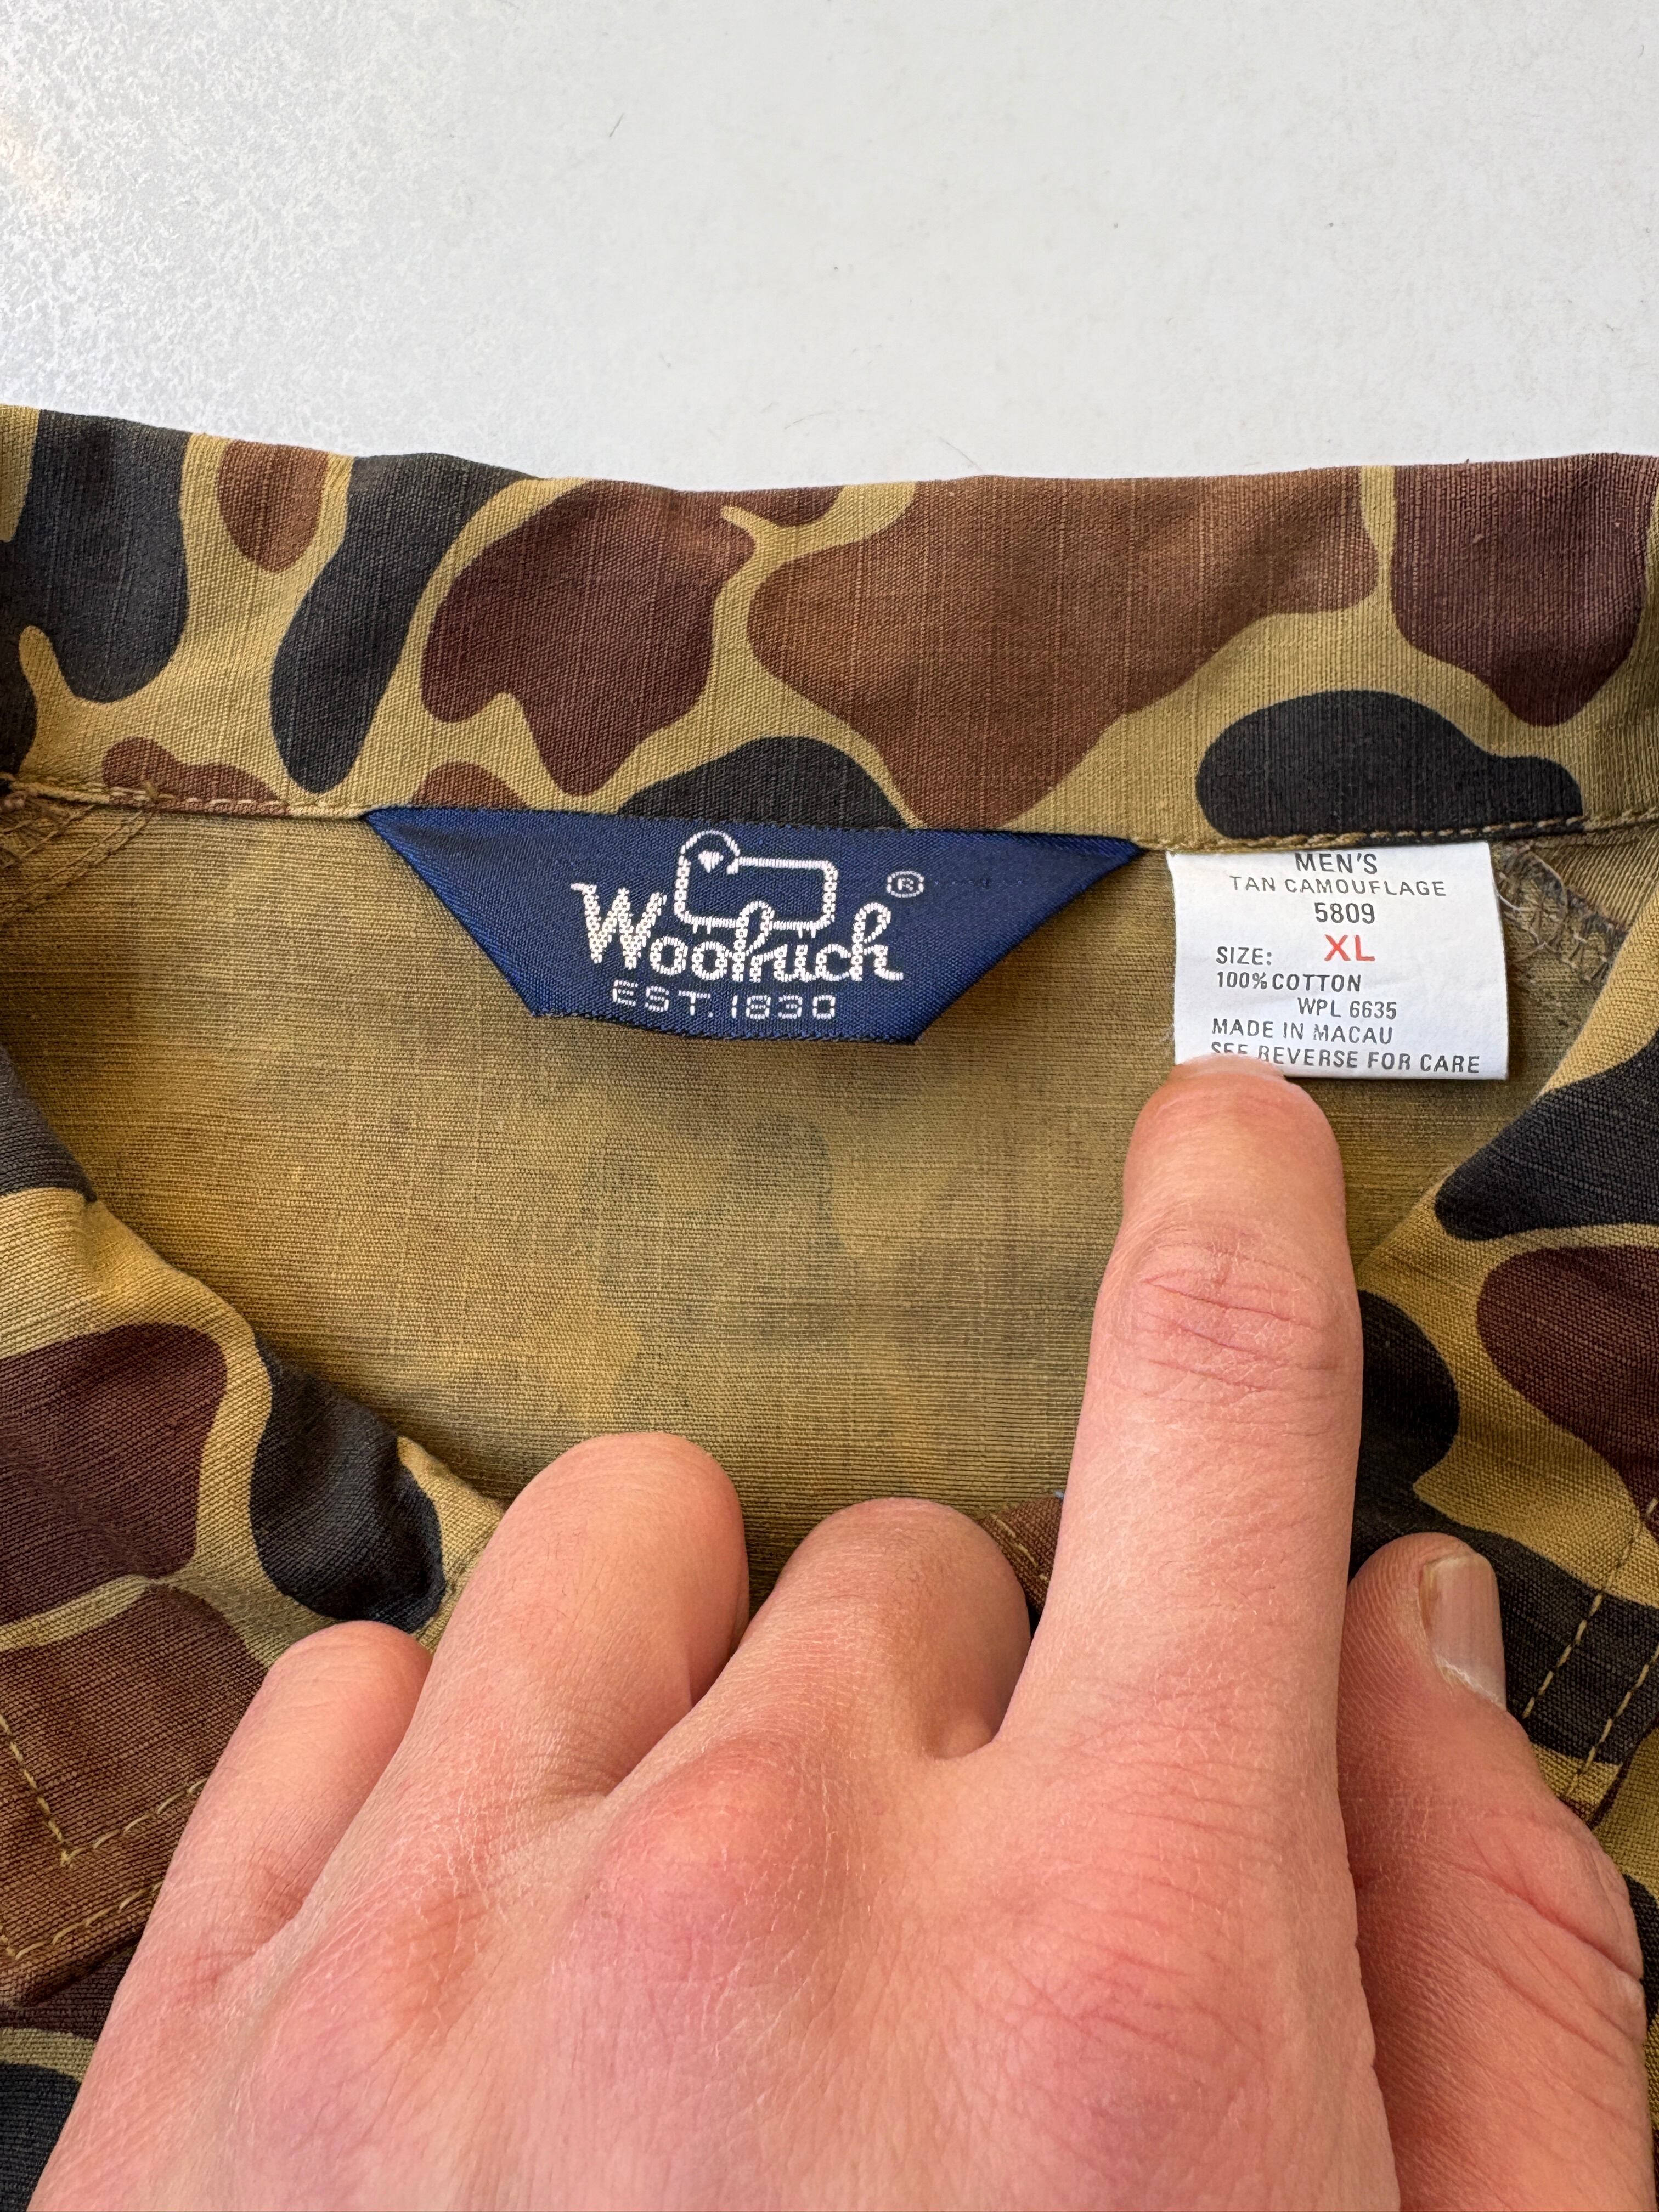 Woolrich ®
EST. 1830
MEN'S
TAN CAMOUFLAGE
5809
SIZE: XL
100% COTTON
WPL 6635
MADE IN MACAU
SEE REVERSE FOR CARE